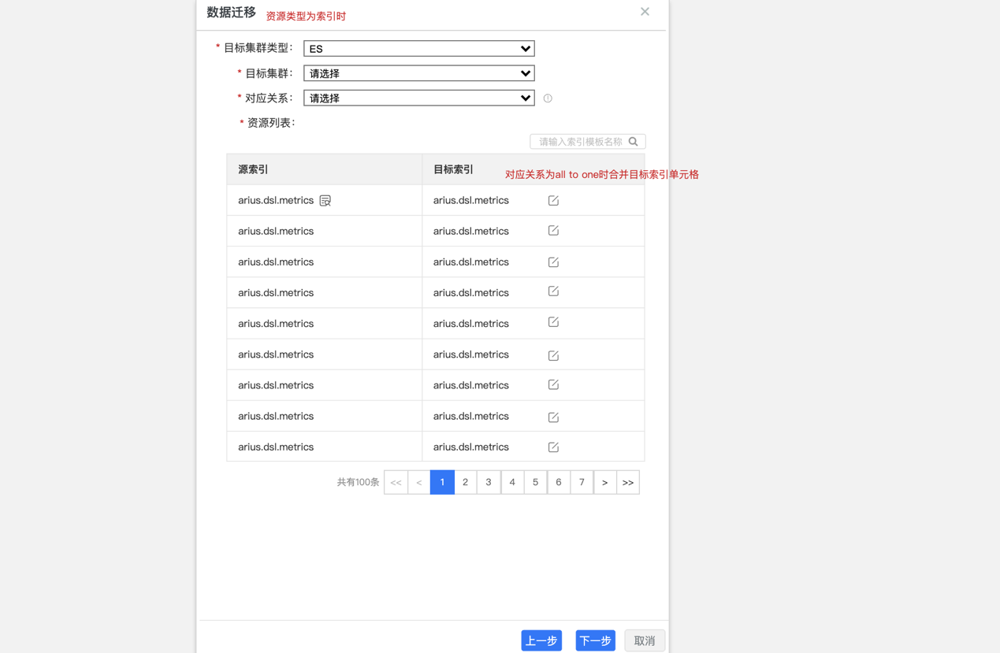 数据迁移 资源类型为索引时
* 目标集群类型: ES
* 目标集群: 请选择
* 对应关系: 请选择
* 资源列表:
请输入索引模板名称
源索引 目标索引 对应关系为all to one时合并目标索引单元格
arius.dsl.metrics arius.dsl.metrics
arius.dsl.metrics arius.dsl.metrics
arius.dsl.metrics arius.dsl.metrics
arius.dsl.metrics arius.dsl.metrics
arius.dsl.metrics arius.dsl.metrics
arius.dsl.metrics arius.dsl.metrics
arius.dsl.metrics arius.dsl.metrics
arius.dsl.metrics arius.dsl.metrics
arius.dsl.metrics arius.dsl.metrics
共有100条 << < 1 2 3 4 5 6 7 > >>
上一步 下一步 取消